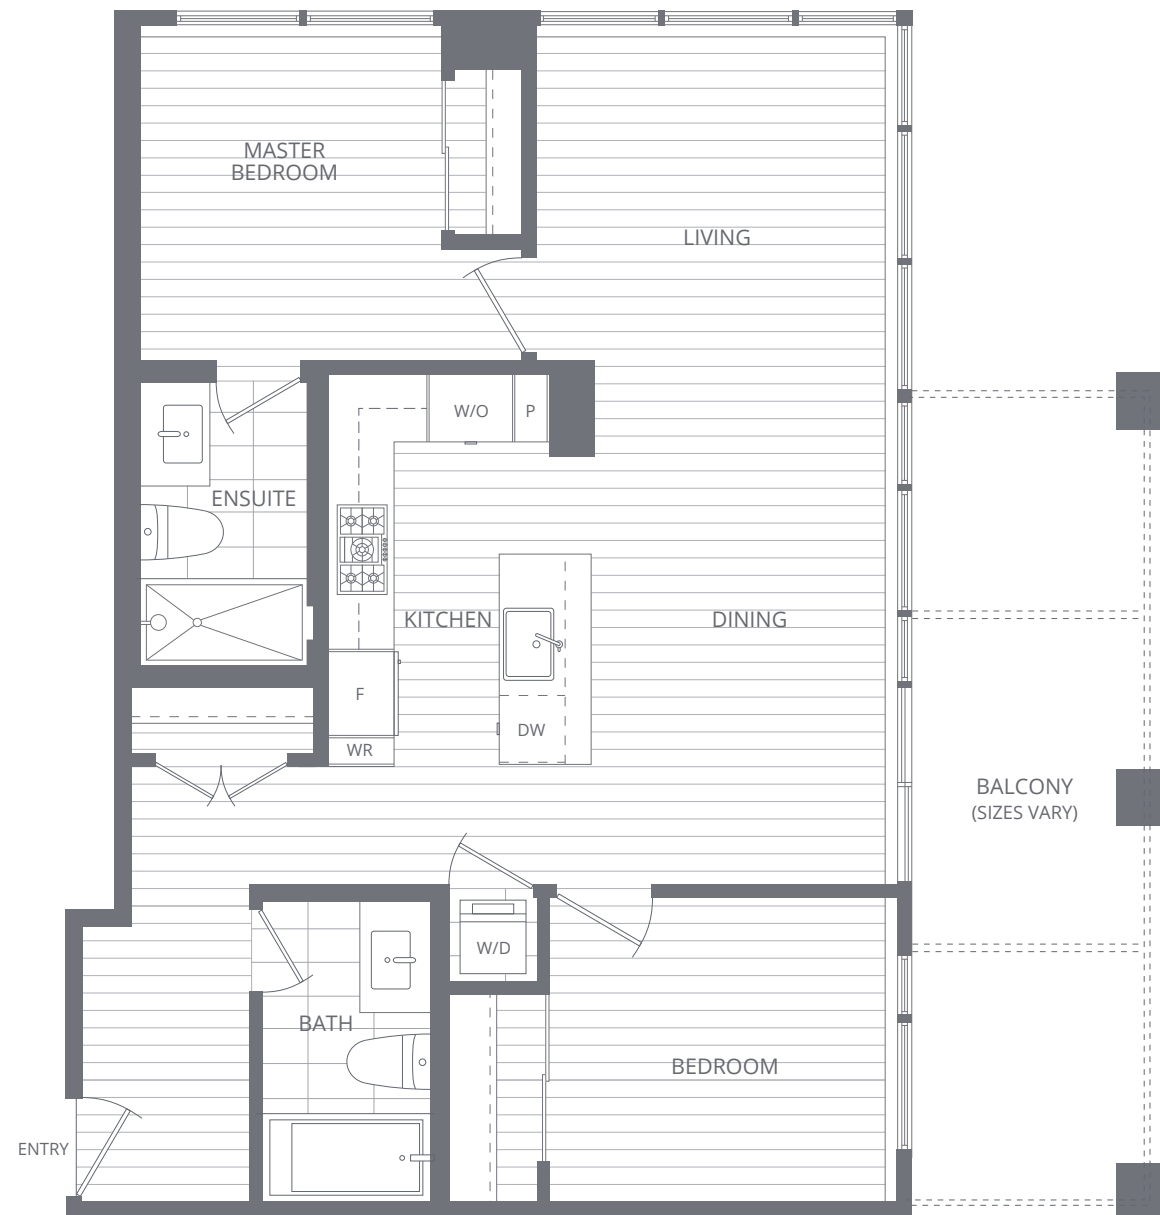 MASTER
BEDROOM
LIVING
W/O
P
ENSUITE
KITCHEN
DINING
F
DW
WR
BALCONY
(SIZES VARY)
W/D
BATH
BEDROOM
ENTRY